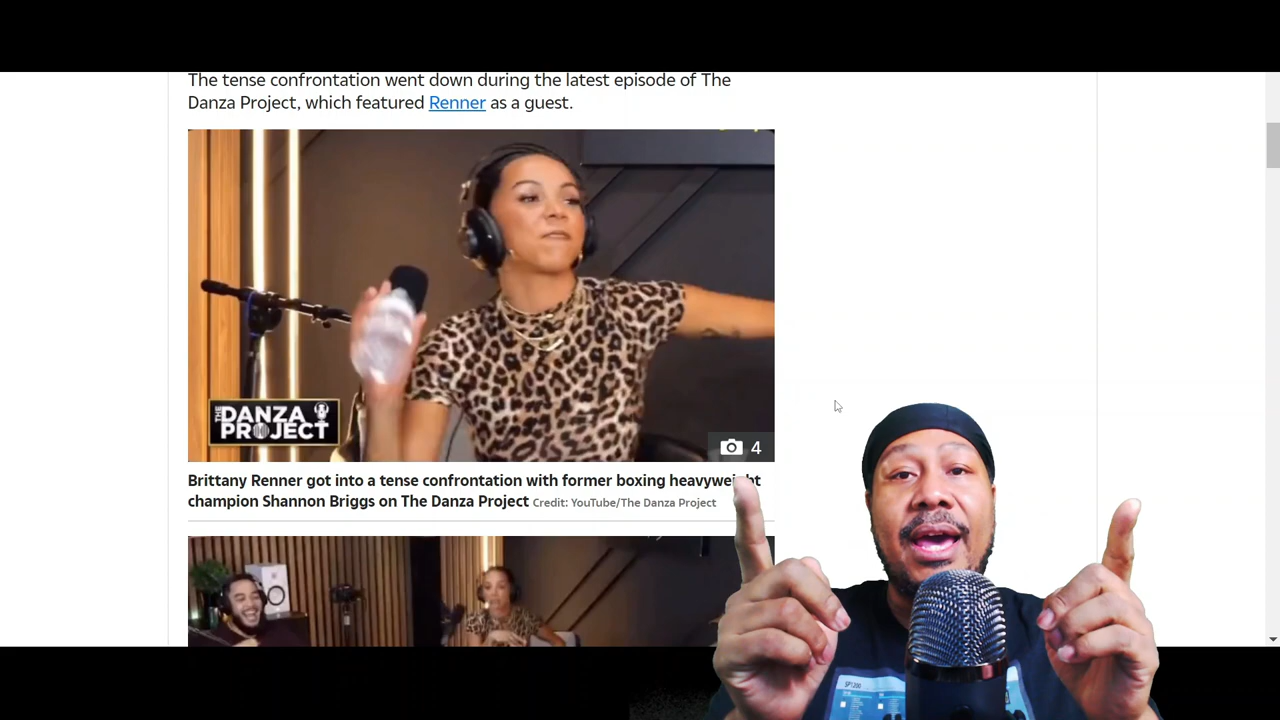 The tense confrontation went down during the latest episode of The
Danza Project, which featured Renner as a guest.
THE DANZA
PROJECT
4
Brittany Renner got into a tense confrontation with former boxing heavyweight
champion Shannon Briggs on The Danza Project Credit: YouTube/The Danza Project
SP1200